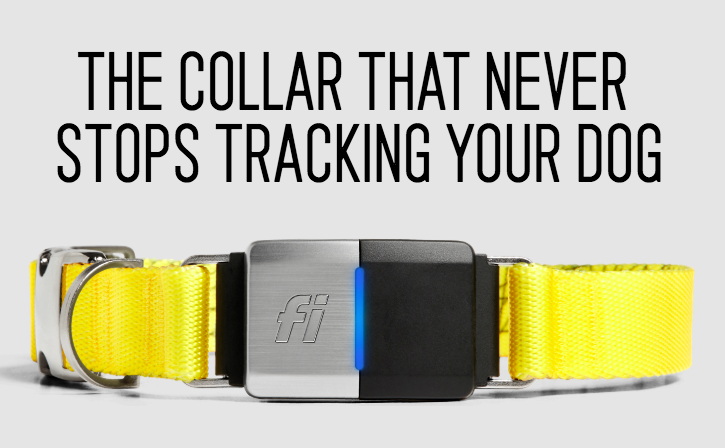 THE COLLAR THAT NEVER
STOPS TRACKING YOUR DOG
fi